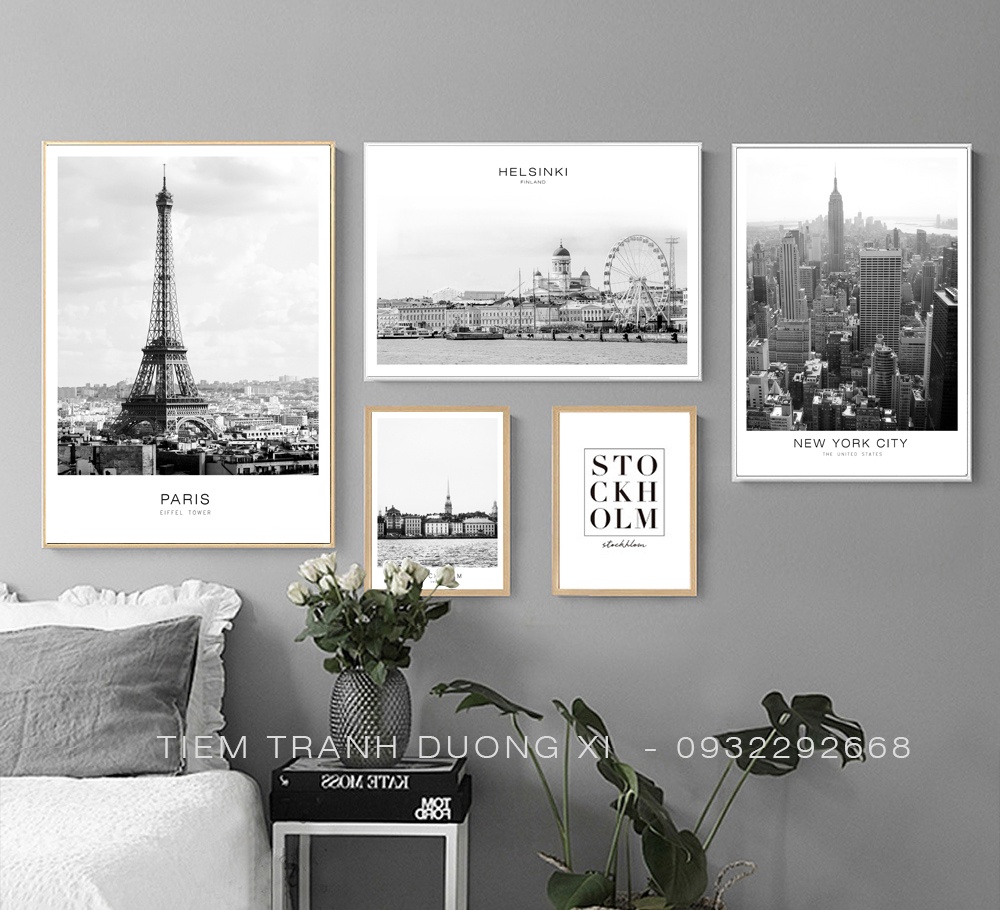 HELSINKI
FINLAND
PARIS
EIFFEL TOWER
NEW YORK CITY
THE UNITED STATES
STO
CKH
OLM
stockholm
TIEM TRANH DUONG XI - 0932292668
KATE MOSS
TOM
FORD